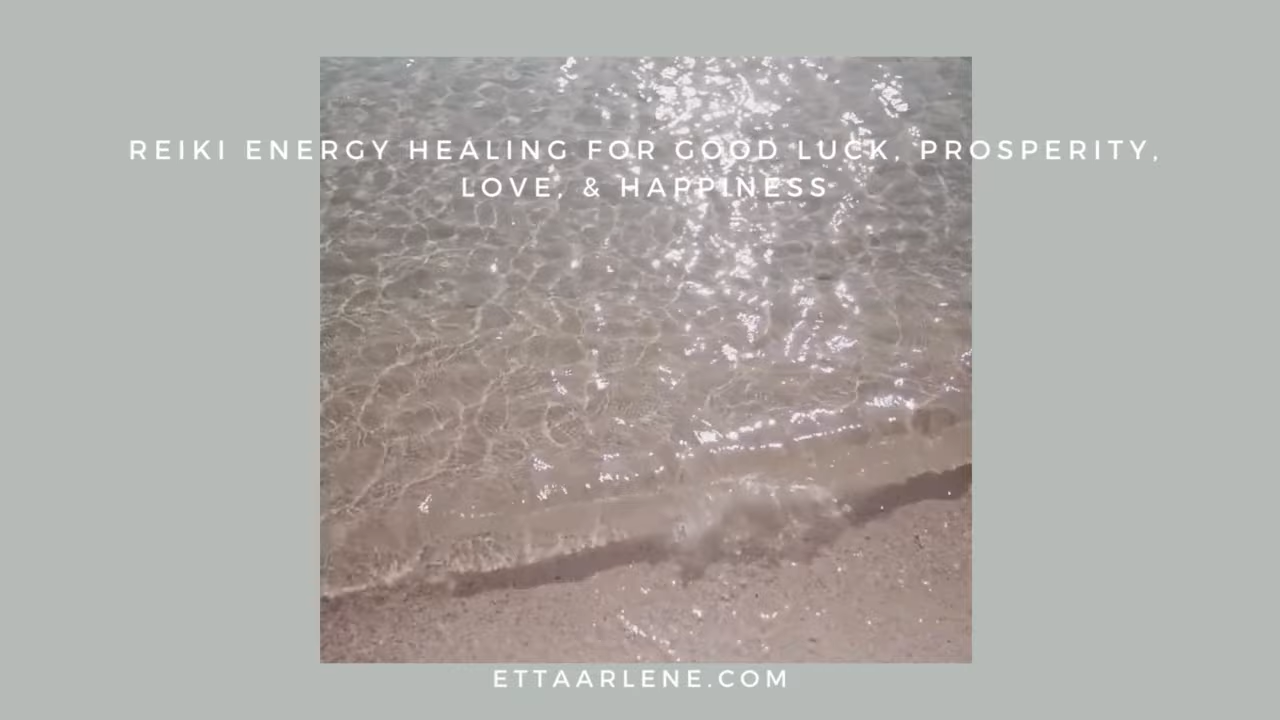 REIKI ENERGY HEALING FOR GOOD LUCK, PROSPERITY,
LOVE, & HAPPINESS
ETTAARLENE.COM